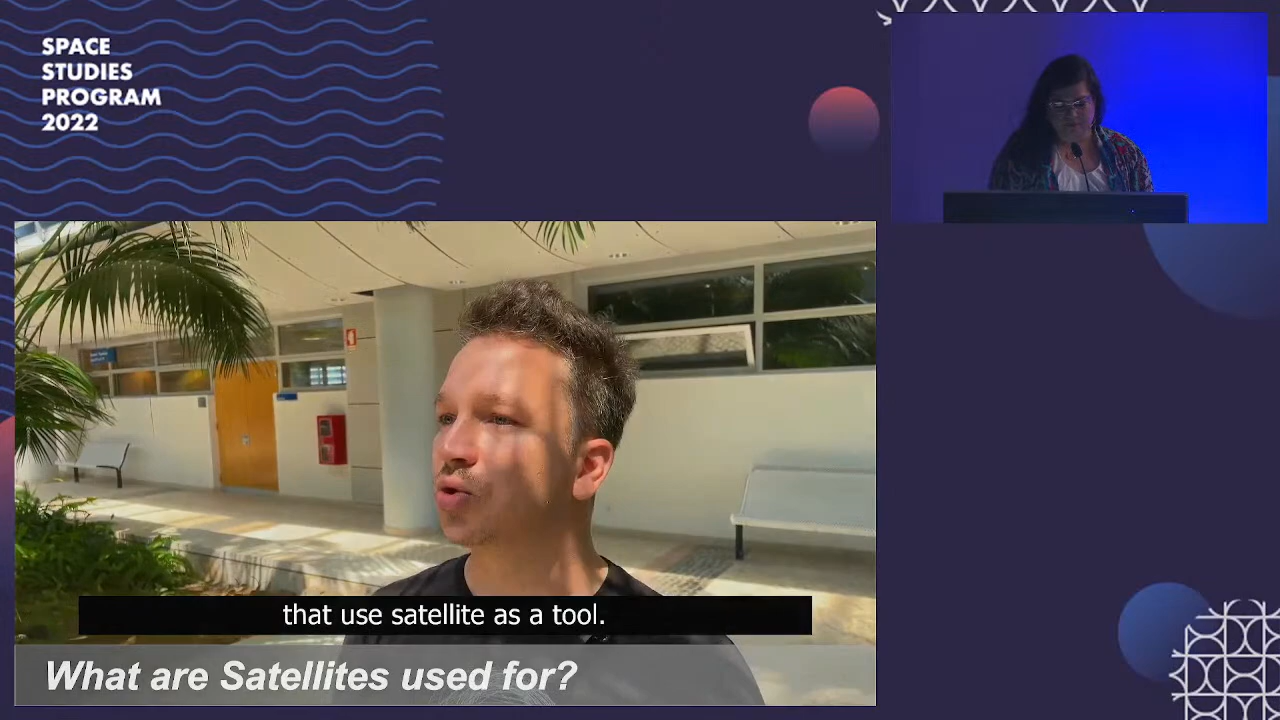 SPACE
STUDIES
PROGRAM
2022
that use satellite as a tool.
What are Satellites used for?